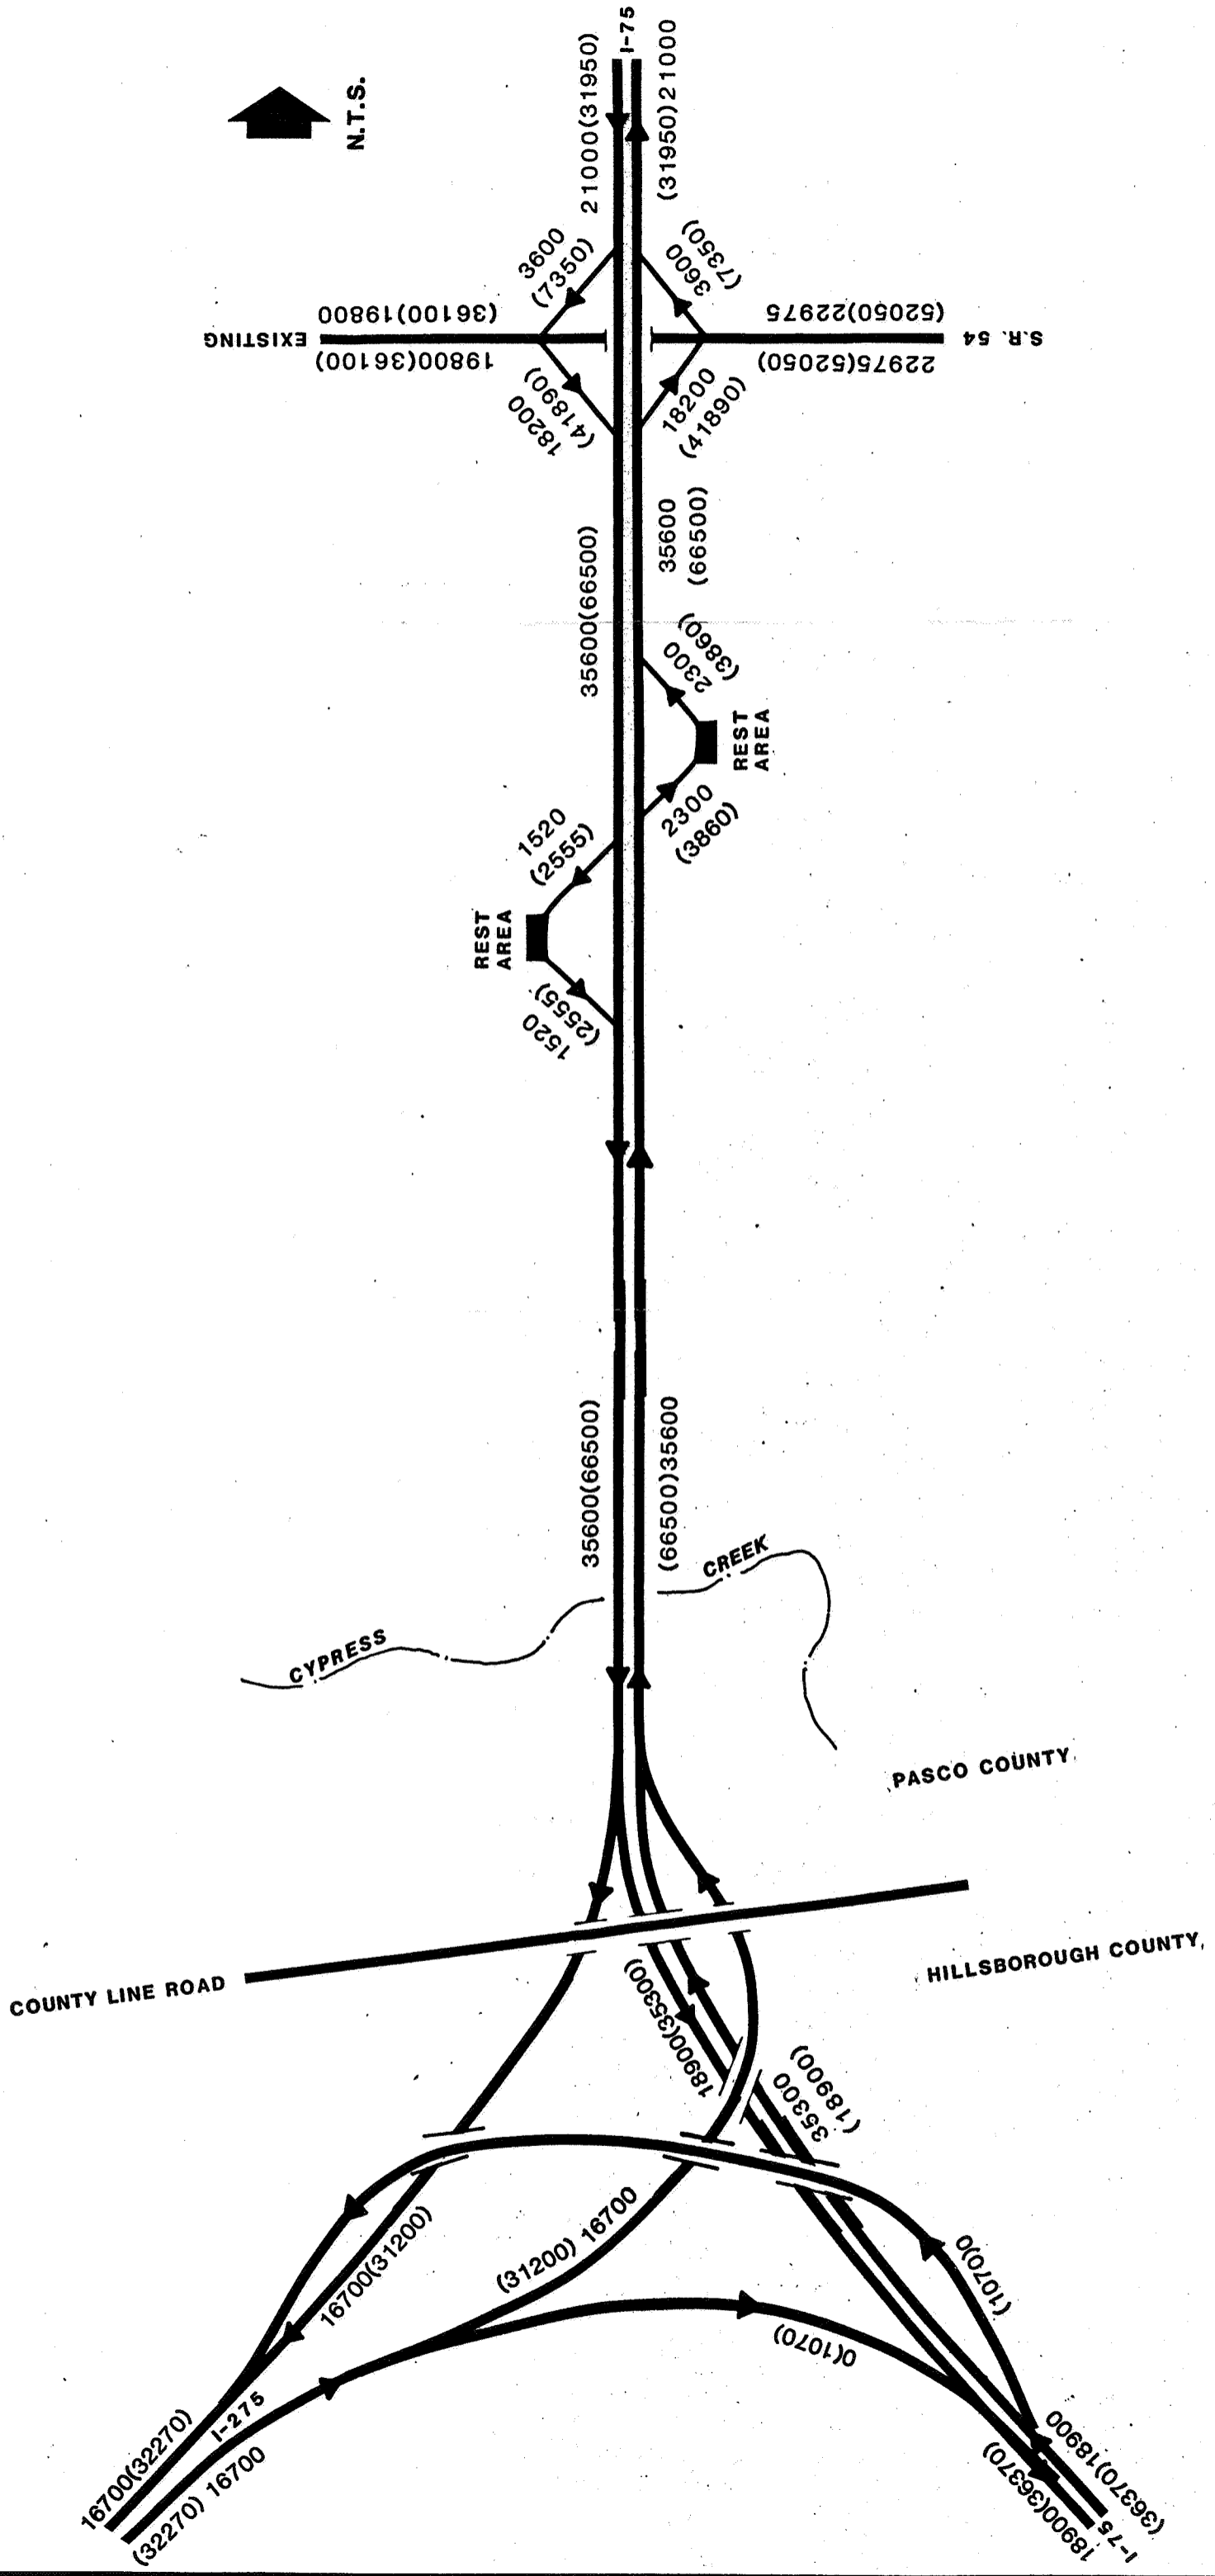 I-75
N.T.S.
21000(31950)
(31950)21000
3600
(7350)
3600
(7350)
EXISTING
(36100)19800
19800(36100)
(52050)22975
22975(52050)
S.R. 54
18200
(41890)
18200
(41890)
35600(66500)
35600
(66500)
2300
(3860)
REST
AREA
2300
(3860)
1520
(2555)
REST
AREA
1520
(2555)
35600(66500)
(66500)35600
CYPRESS
CREEK
PASCO COUNTY
COUNTY LINE ROAD
HILLSBOROUGH COUNTY
18900(35300)
35300
(18900)
16700(31200)
(31200) 16700
(1070)0
0(1070)
16700(32270)
I-275
(32270) 16700
18900(36370)
(36370)18900
I-75